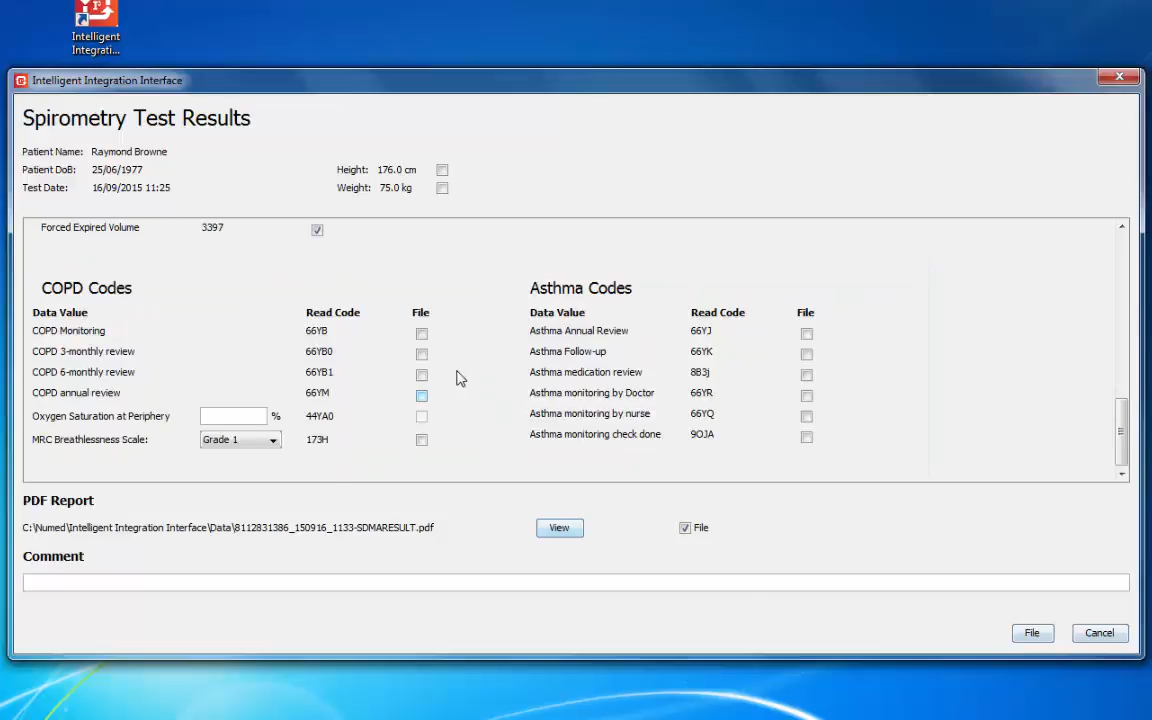 Intelligent
Integrati...
Intelligent Integration Interface
Spirometry Test Results
Patient Name: Raymond Browne
Patient DoB: 25/06/1977
Height: 176.0 cm
Test Date: 16/09/2015 11:25
Weight: 75.0 kg
Forced Expired Volume 3397
COPD Codes
Data Value Read Code File
COPD Monitoring 66YB
COPD 3-monthly review 66YB0
COPD 6-monthly review 66YB1
COPD annual review 66YM
Oxygen Saturation at Periphery % 44YA0
MRC Breathlessness Scale: Grade 1 173H
Asthma Codes
Data Value Read Code File
Asthma Annual Review 66YJ
Asthma Follow-up 66YK
Asthma medication review 8B3j
Asthma monitoring by Doctor 66YR
Asthma monitoring by nurse 66YQ
Asthma monitoring check done 9OJA
PDF Report
C:\Numed\Intelligent Integration Interface\Data\8112831386_150916_1133-SDMARESULT.pdf View File
Comment
File Cancel